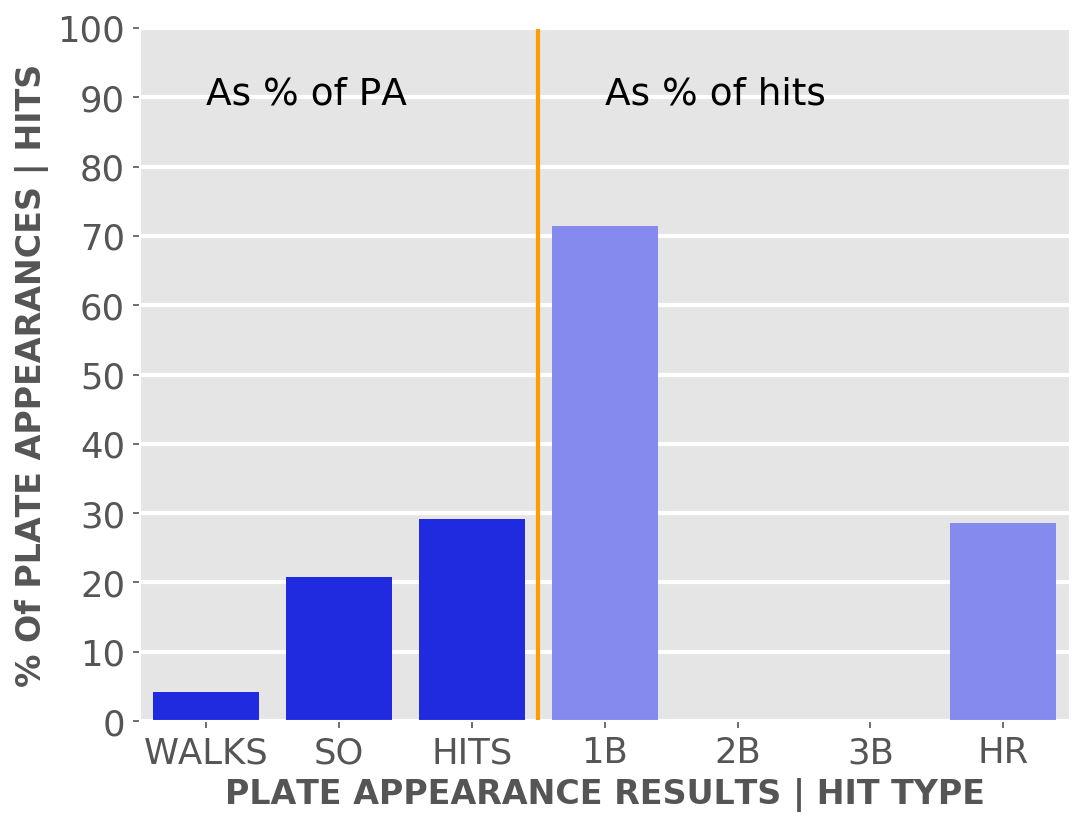 100
90
80
70
60
50
40
30
20
10
0
% Of PLATE APPEARANCES | HITS
As % of PA
As % of hits
WALKS SO HITS 1B 2B 3B HR
PLATE APPEARANCE RESULTS | HIT TYPE